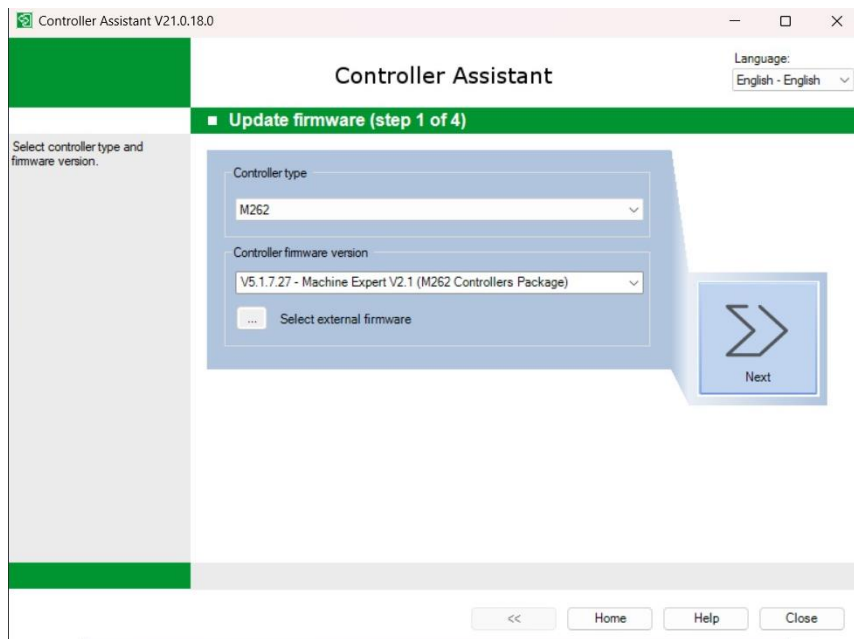 Controller Assistant V21.0.18.0
Controller Assistant
Language:
English - English
Update firmware (step 1 of 4)
Select controller type and
firmware version.
Controller type
M262
Controller firmware version
V5.1.7.27 - Machine Expert V2.1 (M262 Controllers Package)
... Select external firmware
Next
<< Home Help Close